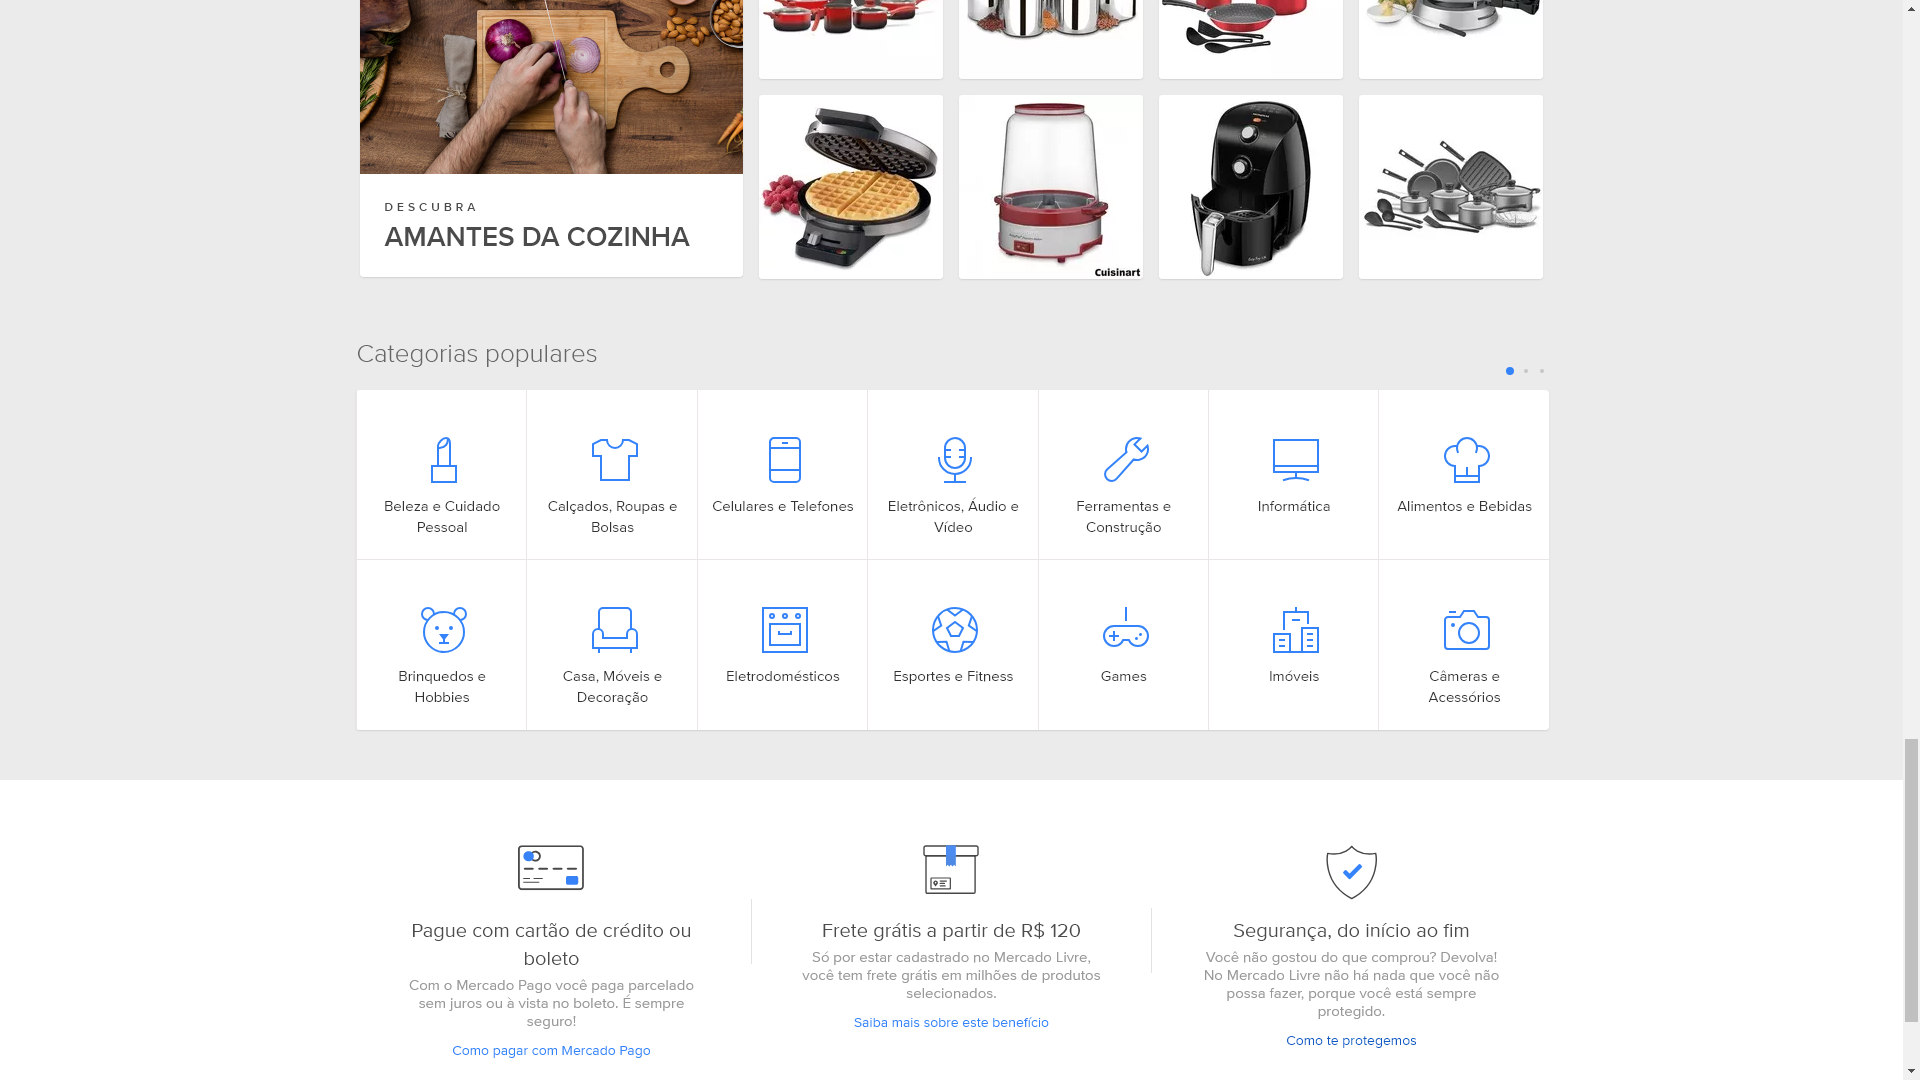 DESCUBRA
AMANTES DA COZINHA
Cuisinart
Categorias populares
Beleza e Cuidado
Pessoal
Calçados, Roupas e
Bolsas
Celulares e Telefones
Eletrônicos, Áudio e
Vídeo
Ferramentas e
Construção
Informática
Alimentos e Bebidas
Brinquedos e
Hobbies
Casa, Móveis e
Decoração
Eletrodomésticos
Esportes e Fitness
Games
Imóveis
Câmeras e
Acessórios
Pague com cartão de crédito ou
boleto
Com o Mercado Pago você paga parcelado
sem juros ou à vista no boleto. É sempre
seguro!
Como pagar com Mercado Pago
Frete grátis a partir de R$ 120
Só por estar cadastrado no Mercado Livre,
você tem frete grátis em milhões de produtos
selecionados.
Saiba mais sobre este benefício
Segurança, do início ao fim
Você não gostou do que comprou? Devolva!
No Mercado Livre não há nada que você não
possa fazer, porque você está sempre
protegido.
Como te protegemos